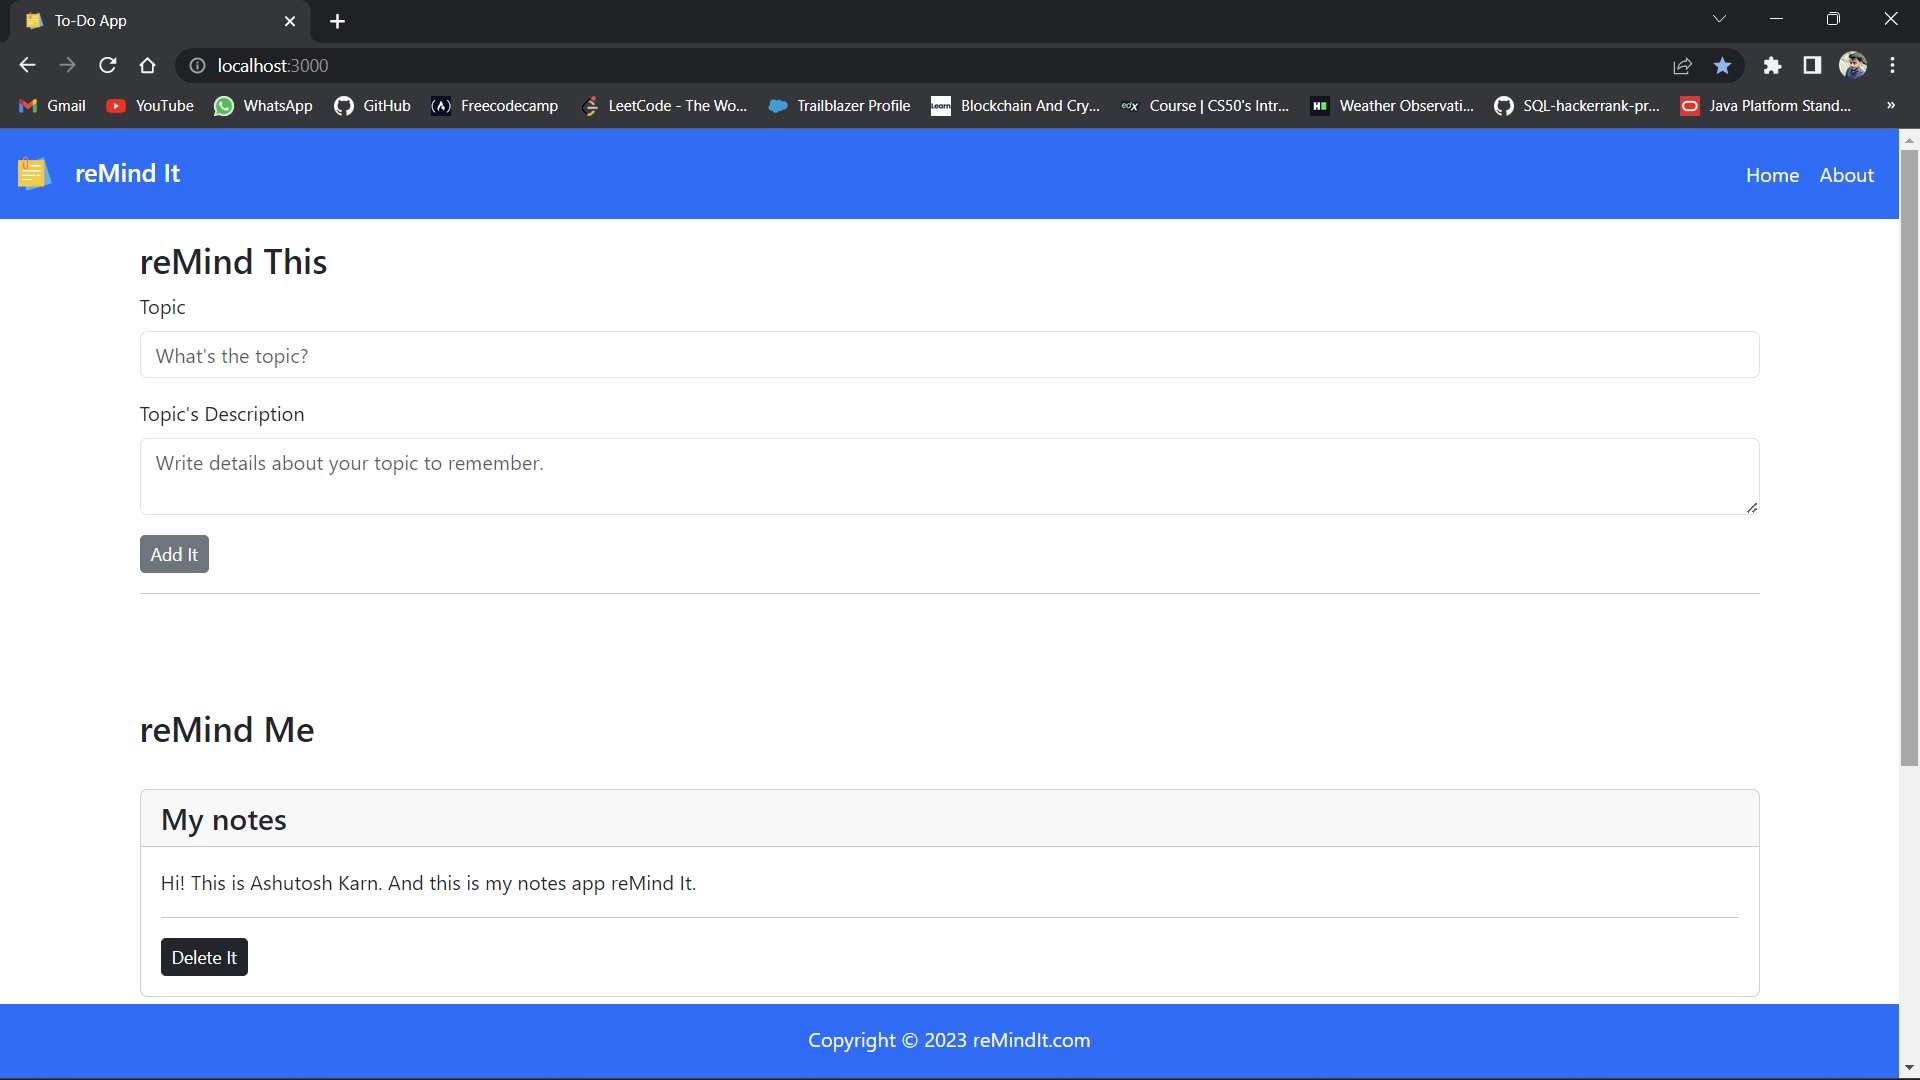 To-Do App
localhost:3000
Gmail YouTube WhatsApp GitHub Freecodecamp LeetCode - The Wo... Trailblazer Profile Learn Blockchain And Cry... edX Course | CS50's Intr... H Weather Observati... SQL-hackerrank-pr... Java Platform Stand... »
reMind It Home About
reMind This
Topic
What's the topic?
Topic's Description
Write details about your topic to remember.
Add It
reMind Me
My notes
Hi! This is Ashutosh Karn. And this is my notes app reMind It.
Delete It
Copyright © 2023 reMindIt.com